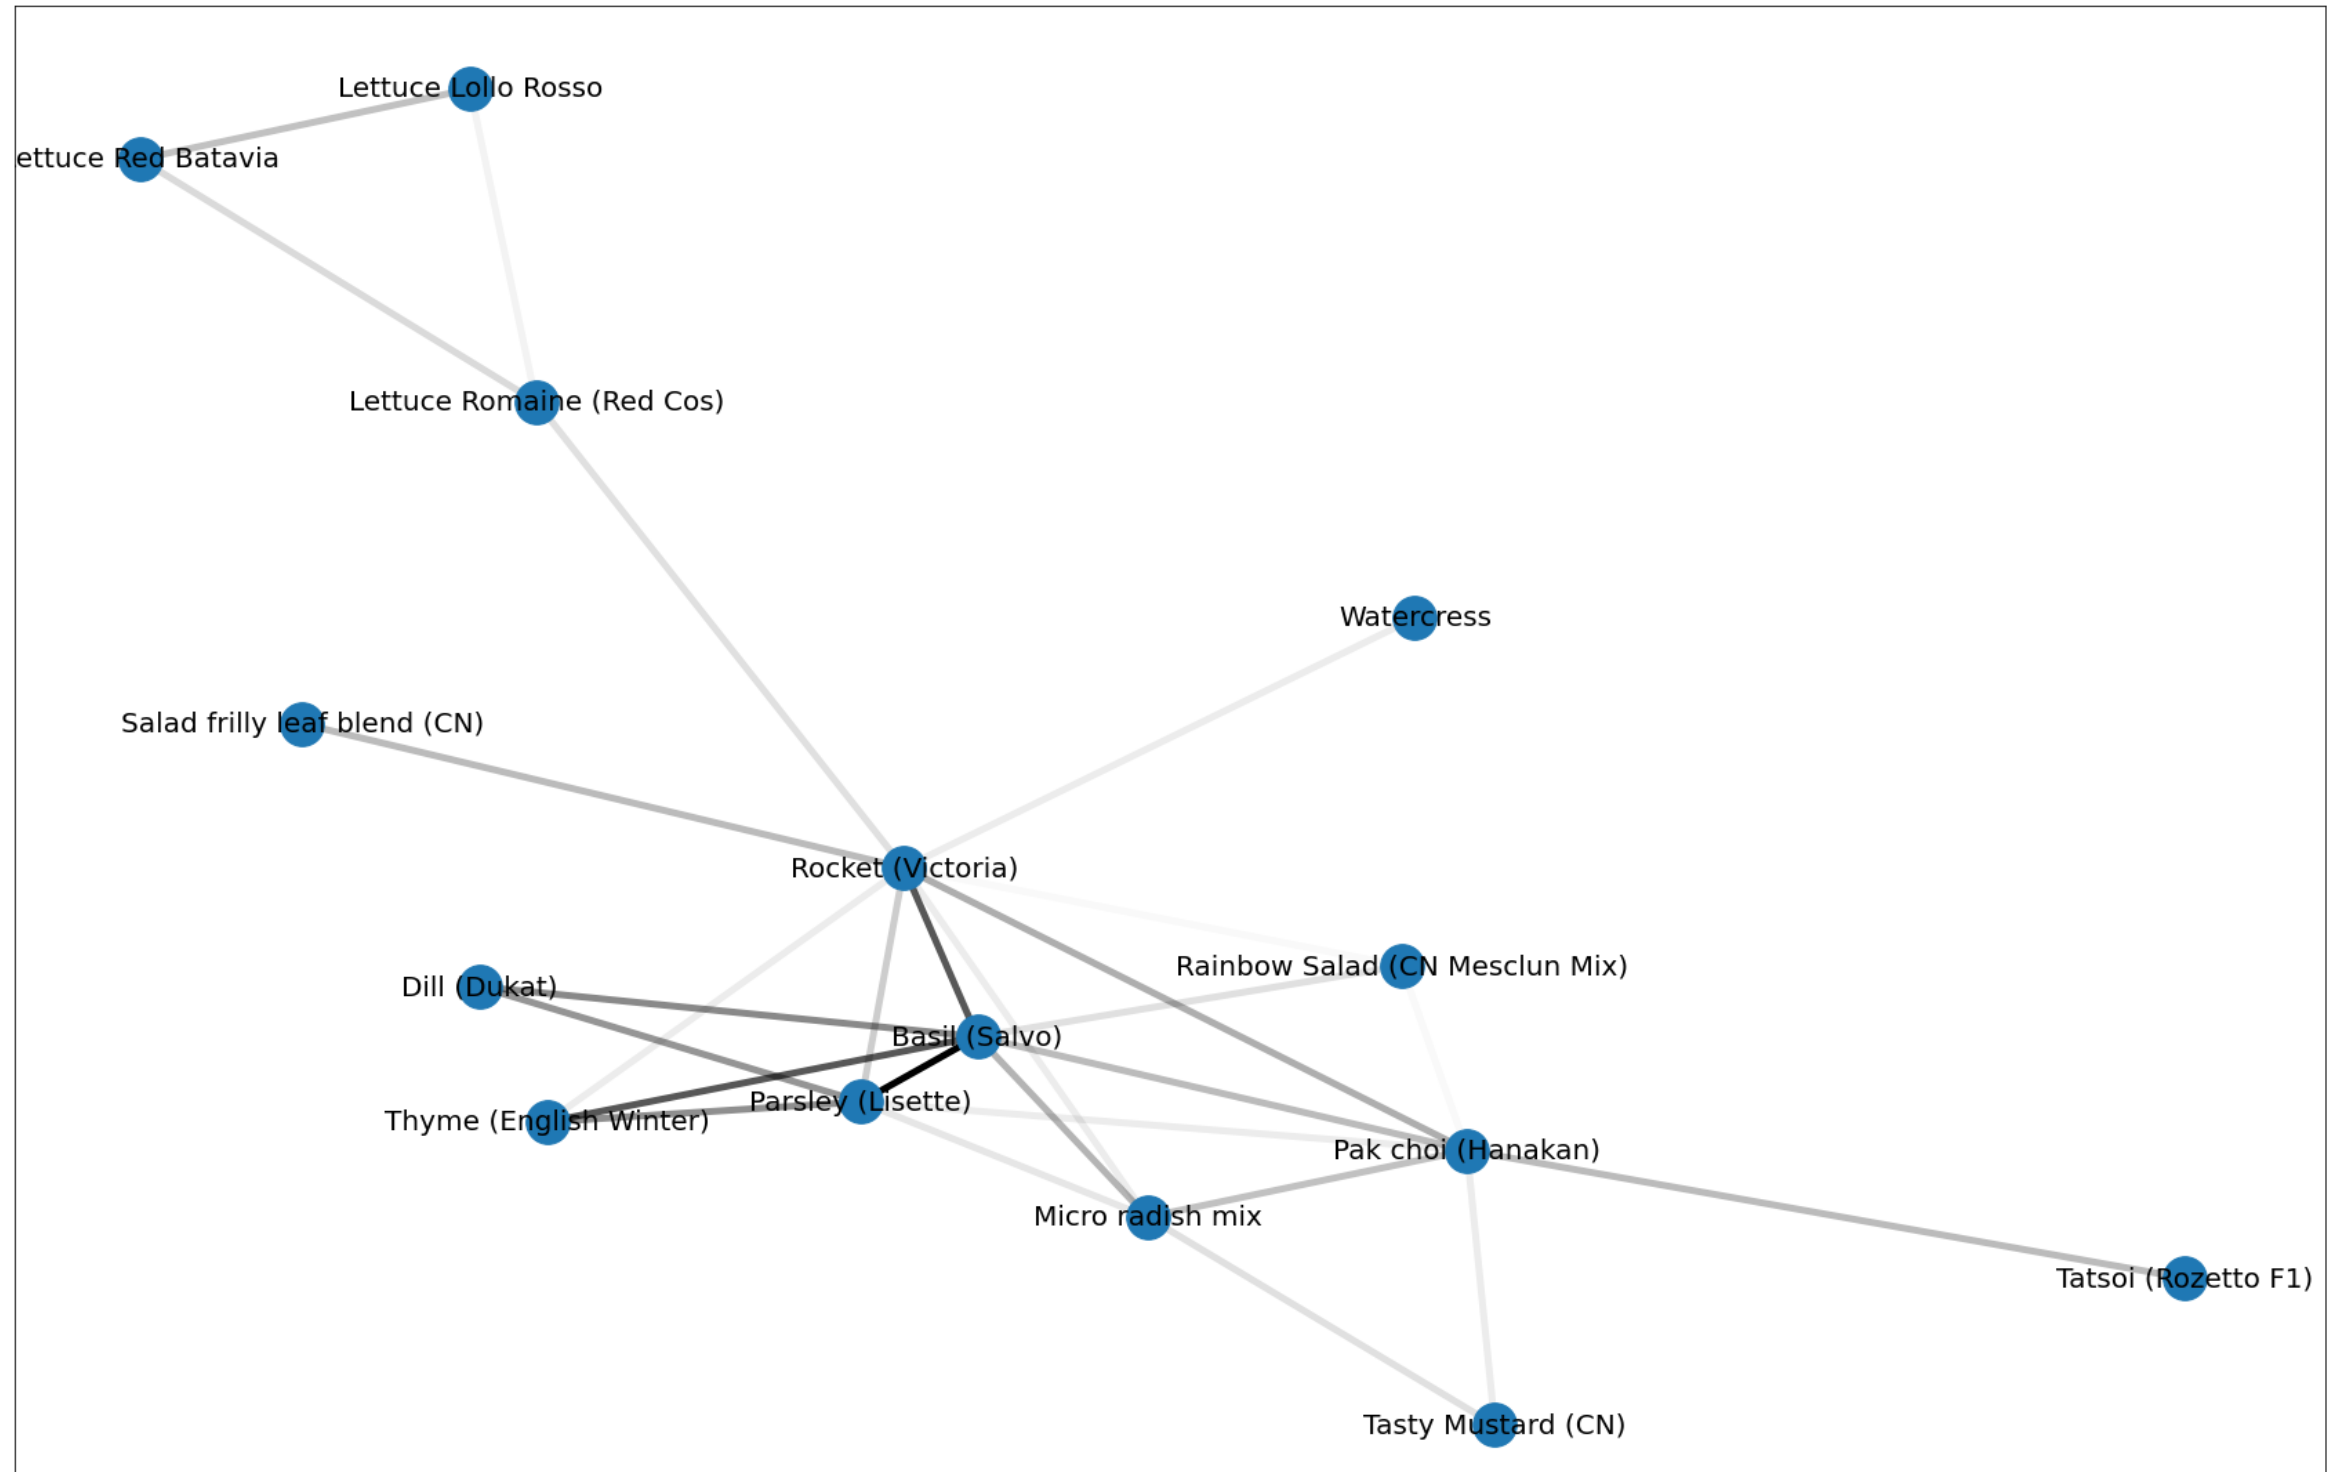 Lettuce Lollo Rosso
ettuce Red Batavia
Lettuce Romaine (Red Cos)
Watercress
Salad frilly leaf blend (CN)
Rocket (Victoria)
Rainbow Salad (CN Mesclun Mix)
Dill (Dukat)
Basil (Salvo)
Parsley (Lisette)
Thyme (English Winter)
Pak choi (Hanakan)
Micro radish mix
Tatsoi (Rozetto F1)
Tasty Mustard (CN)